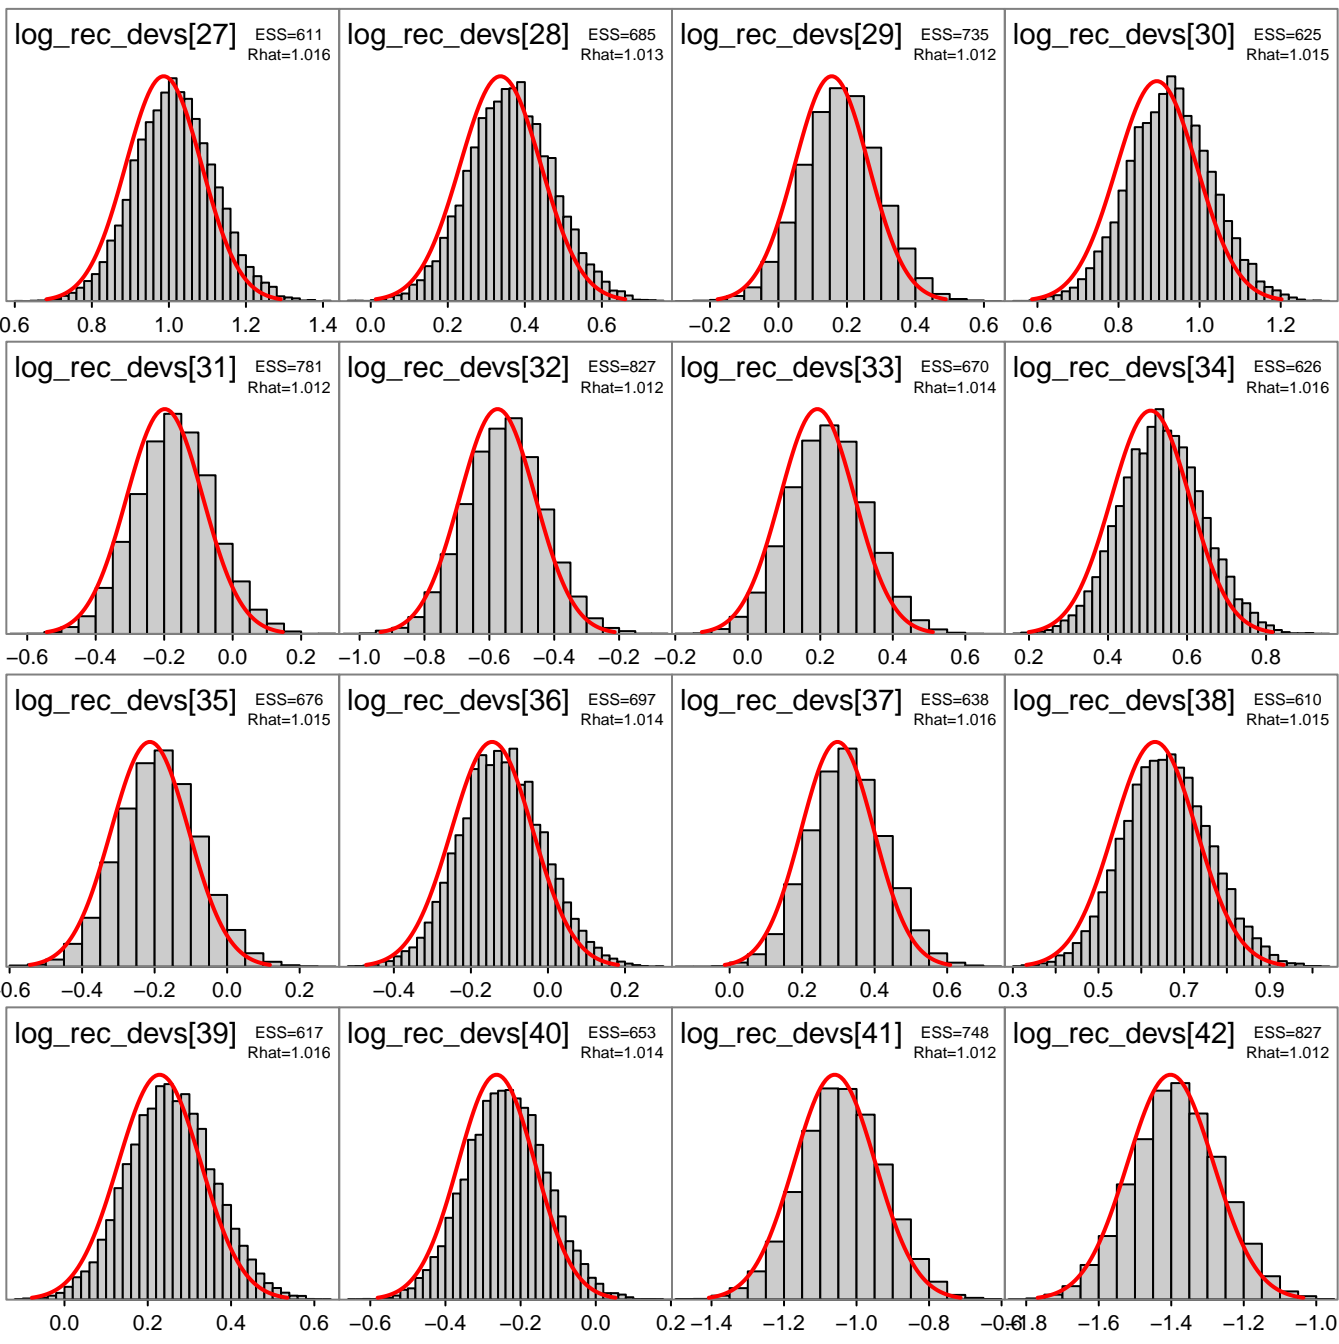 log_rec_devs[27] ESS=611
Rhat=1.016
log_rec_devs[28] ESS=685
Rhat=1.013
log_rec_devs[29] ESS=735
Rhat=1.012
log_rec_devs[30] ESS=625
Rhat=1.015
0.6 0.8 1.0 1.2 1.4
0.0 0.2 0.4 0.6
−0.2 0.0 0.2 0.4 0.6
0.6 0.8 1.0 1.2
log_rec_devs[31] ESS=781
Rhat=1.012
log_rec_devs[32] ESS=827
Rhat=1.012
log_rec_devs[33] ESS=670
Rhat=1.014
log_rec_devs[34] ESS=626
Rhat=1.016
−0.6 −0.4 −0.2 0.0 0.2
−1.0 −0.8 −0.6 −0.4 −0.2
−0.2 0.0 0.2 0.4 0.6
0.2 0.4 0.6 0.8
log_rec_devs[35] ESS=676
Rhat=1.015
log_rec_devs[36] ESS=697
Rhat=1.014
log_rec_devs[37] ESS=638
Rhat=1.016
log_rec_devs[38] ESS=610
Rhat=1.015
0.6 −0.4 −0.2 0.0 0.2
−0.4 −0.2 0.0 0.2
0.0 0.2 0.4 0.6
0.3 0.5 0.7 0.9
log_rec_devs[39] ESS=617
Rhat=1.016
log_rec_devs[40] ESS=653
Rhat=1.014
log_rec_devs[41] ESS=748
Rhat=1.012
log_rec_devs[42] ESS=827
Rhat=1.012
0.0 0.2 0.4 0.6
−0.6 −0.4 −0.2 0.0 0.2
−1.4 −1.2 −1.0 −0.8 −0.6
−1.8 −1.6 −1.4 −1.2 −1.0